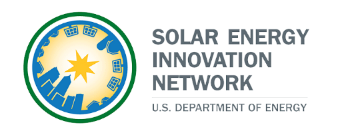 SOLAR ENERGY
INNOVATION
NETWORK
U.S. DEPARTMENT OF ENERGY